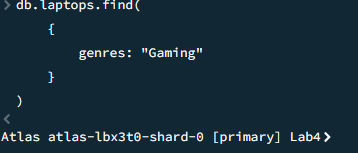 > db.laptops.find(
{
genres: "Gaming"
}
)
<
Atlas atlas-lbx3t0-shard-0 [primary] Lab4>